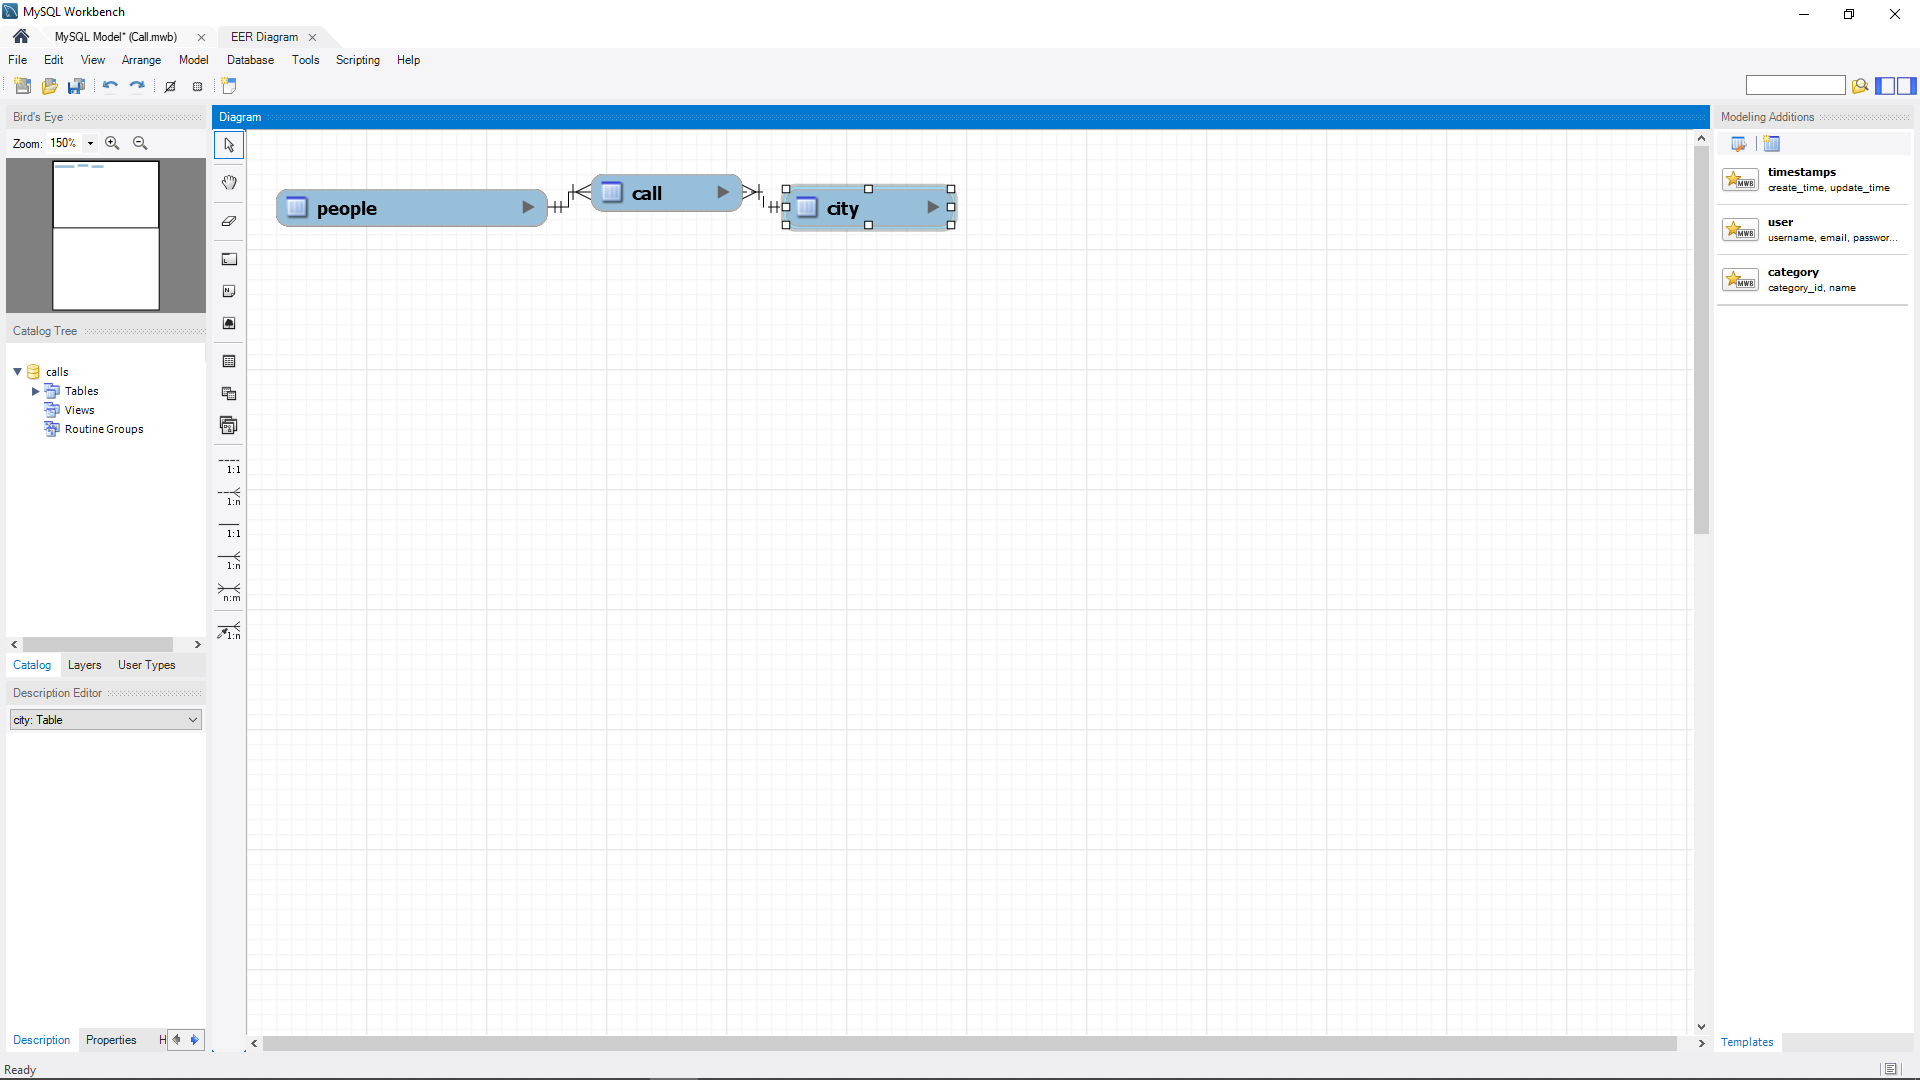 MySQL Workbench
MySQL Model* (Call.mwb)
EER Diagram
File Edit View Arrange Model Database Tools Scripting Help
Bird's Eye
Zoom: 150%
Catalog Tree
calls
Tables
Views
Routine Groups
Catalog Layers User Types
Description Editor
city: Table
Description Properties H
Ready
Diagram
1:1
1:n
1:1
1:n
n:m
1:n
people
call
city
Modeling Additions
timestamps
create_time, update_time
user
username, email, passwor...
category
category_id, name
Templates